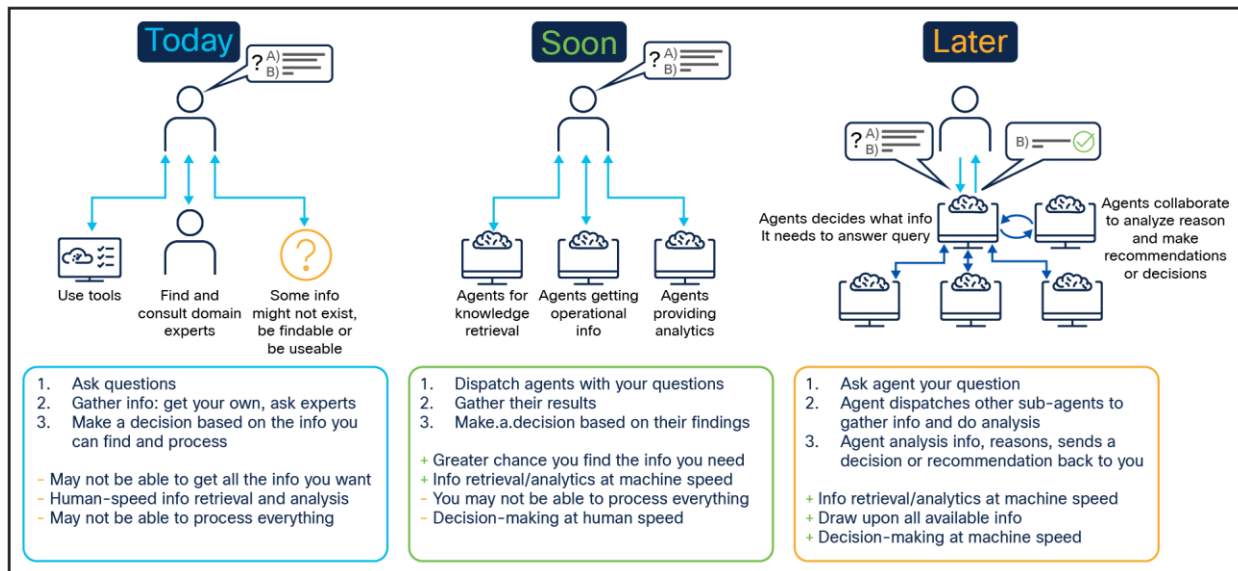 Today
Soon
Later
? A)
B)
? A)
B)
? A)
B)
B)
Use tools
Find and
consult domain
experts
?
Some info
might not exist,
be findable or
be useable
Agents for
knowledge
retrieval
Agents getting
operational
info
Agents
providing
analytics
Agents decides what info
It needs to answer query
Agents collaborate
to analyze reason
and make
recommendations
or decisions
1. Ask questions
2. Gather info: get your own, ask experts
3. Make a decision based on the info you
can find and process
- May not be able to get all the info you want
- Human-speed info retrieval and analysis
- May not be able to process everything
1. Dispatch agents with your questions
2. Gather their results
3. Make.a.decision based on their findings
+ Greater chance you find the info you need
+ Info retrieval/analytics at machine speed
- You may not be able to process everything
- Decision-making at human speed
1. Ask agent your question
2. Agent dispatches other sub-agents to
gather info and do analysis
3. Agent analysis info, reasons, sends a
decision or recommendation back to you
+ Info retrieval/analytics at machine speed
+ Draw upon all available info
+ Decision-making at machine speed